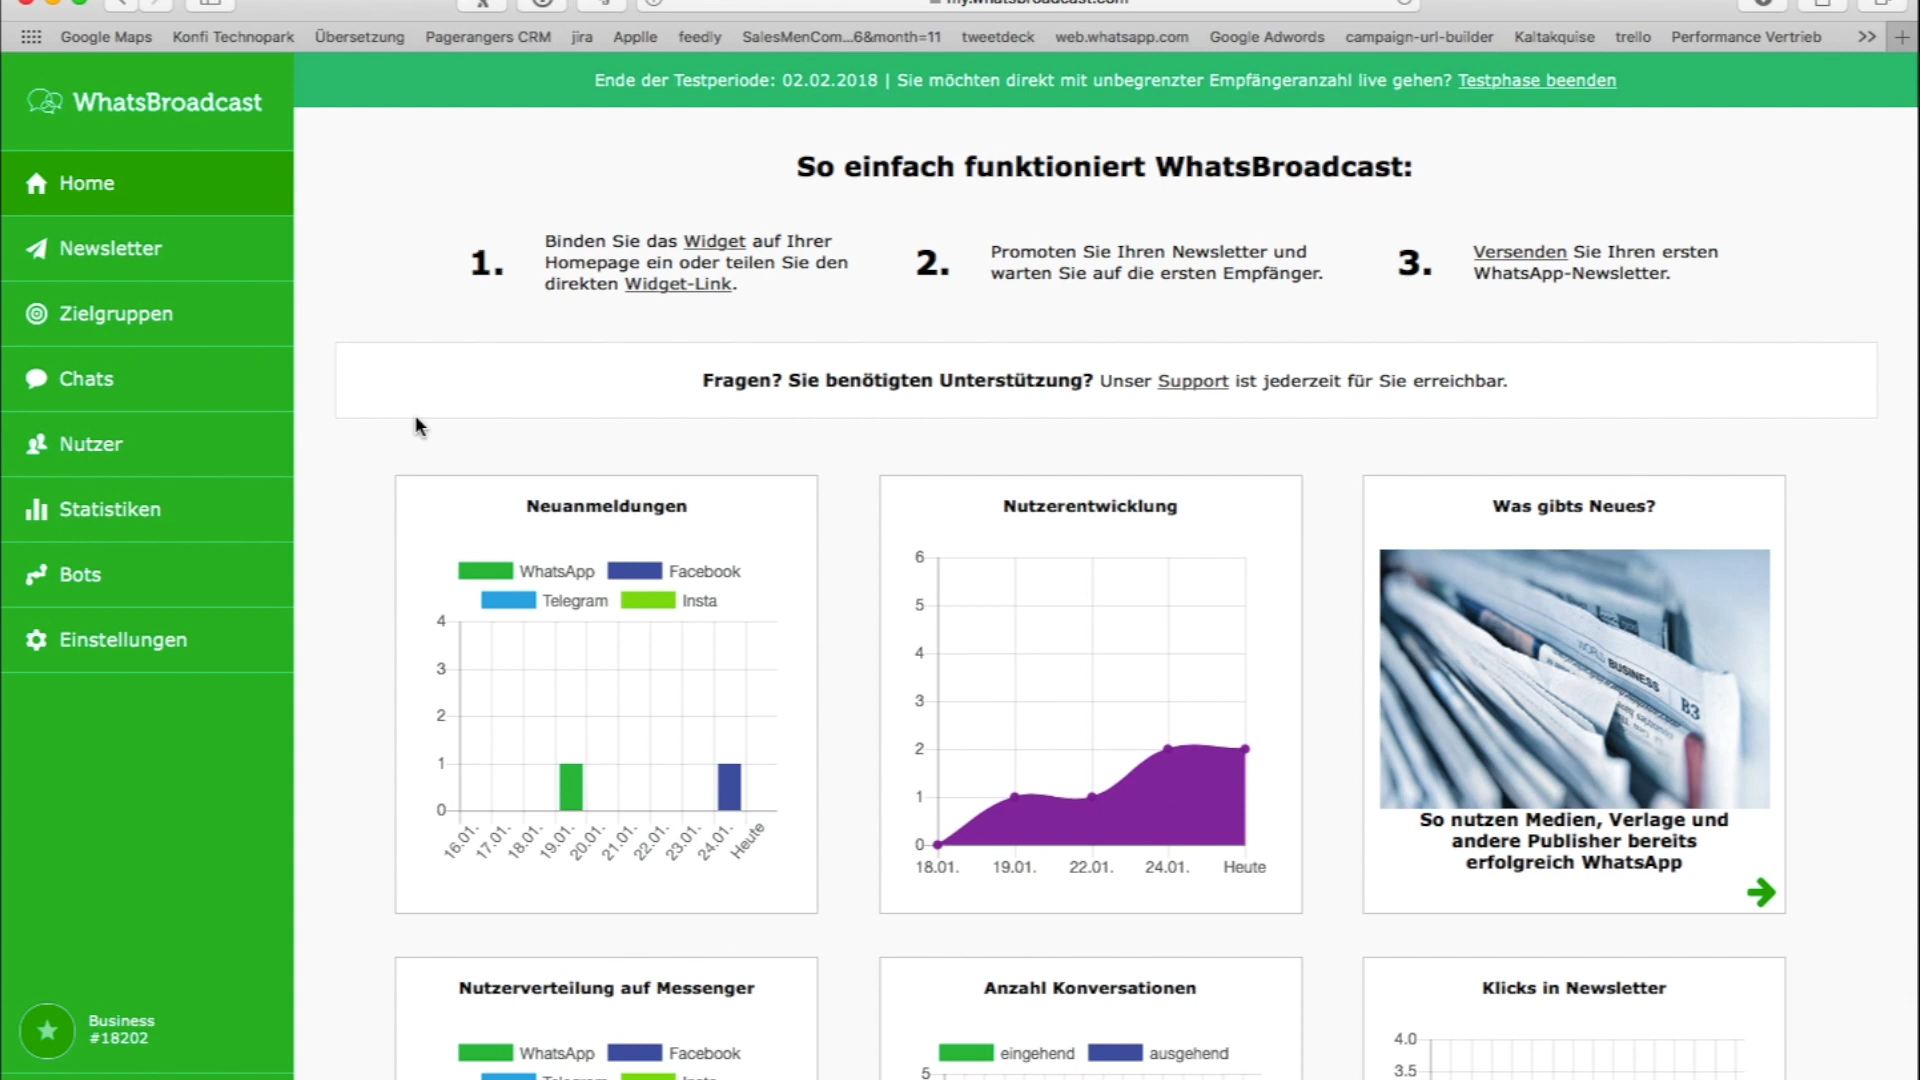 my.whatsbroadcast.com
Google Maps Konfi Technopark Übersetzung Pagerangers CRM jira Applle feedly SalesMenCom...6&month=11 tweetdeck web.whatsapp.com Google Adwords campaign-url-builder Kaltakquise trello Performance Vertrieb >> +
WhatsBroadcast
Ende der Testperiode: 02.02.2018 | Sie möchten direkt mit unbegrenzter Empfängeranzahl live gehen? Testphase beenden
Home
Newsletter
Zielgruppen
Chats
Nutzer
Statistiken
Bots
Einstellungen
Business
#18202
So einfach funktioniert WhatsBroadcast:
1.
Binden Sie das Widget auf Ihrer
Homepage ein oder teilen Sie den
direkten Widget-Link.
2.
Promoten Sie Ihren Newsletter und
warten Sie auf die ersten Empfänger.
3.
Versenden Sie Ihren ersten
WhatsApp-Newsletter.
Fragen? Sie benötigten Unterstützung? Unser Support ist jederzeit für Sie erreichbar.
Neuanmeldungen
WhatsApp Facebook
Telegram Insta
4
3
2
1
0
16.01. 17.01. 18.01. 19.01. 20.01. 21.01. 22.01. 23.01. 24.01. Heute
Nutzerentwicklung
6
5
4
3
2
1
0
18.01. 19.01. 22.01. 24.01. Heute
Was gibts Neues?
WORLD BUSINESS B3
So nutzen Medien, Verlage und
andere Publisher bereits
erfolgreich WhatsApp
Nutzerverteilung auf Messenger
WhatsApp Facebook
Telegram Insta
Anzahl Konversationen
eingehend ausgehend
5
Klicks in Newsletter
4.0
3.5